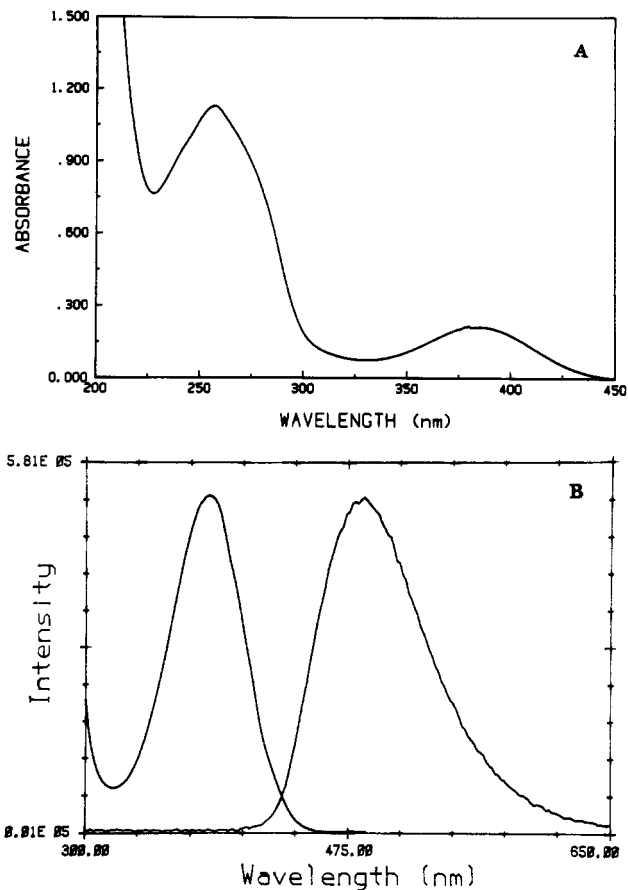 A
1.500
1.200
.900
.600
.300
0.000
ABSORBANCE
200 250 300 350 400 450
WAVELENGTH (nm)
B
5.81E 05
Intensity
0.01E 05
300.00 475.00 650.00
Wavelength (nm)